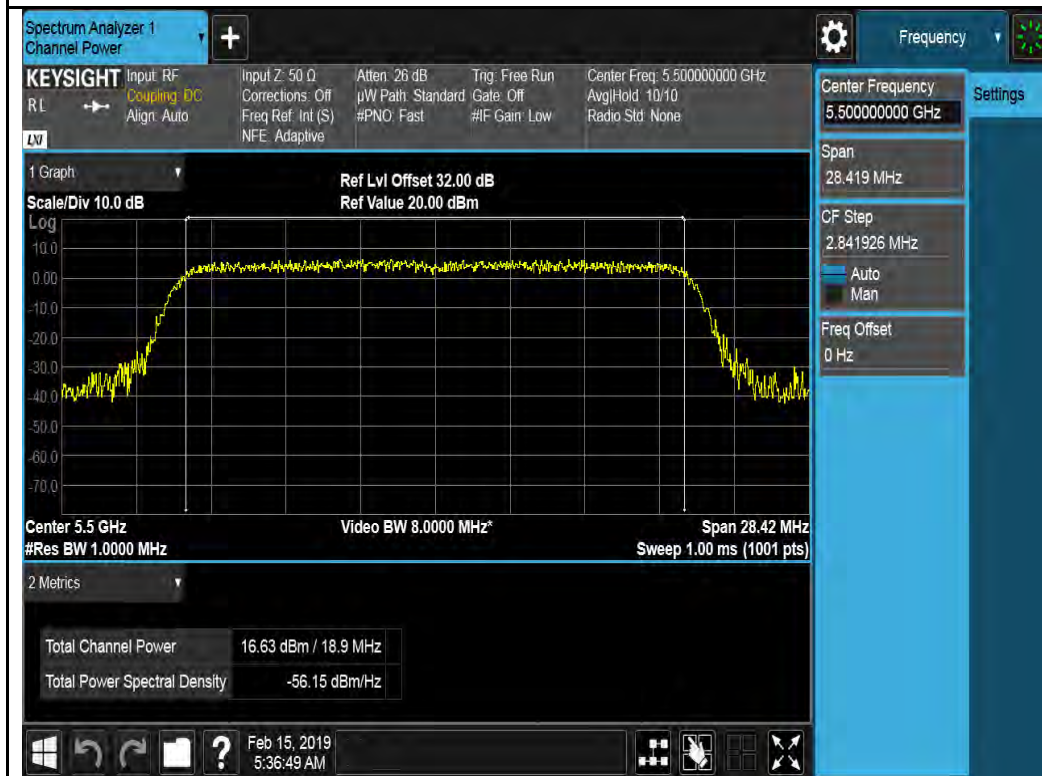 Spectrum Analyzer 1
Channel Power
+
Frequency
KEYSIGHT
RL
LXI
Input: RF
Coupling: DC
Align: Auto
Input Z: 50 Ω
Corrections: Off
Freq Ref: Int (S)
NFE: Adaptive
Atten: 26 dB
µW Path: Standard
#PNO: Fast
Trig: Free Run
Gate: Off
#IF Gain: Low
Center Freq: 5.500000000 GHz
Avg|Hold: 10/10
Radio Std: None
Center Frequency
5.500000000 GHz
Settings
Span
28.419 MHz
CF Step
2.841926 MHz
Auto
Man
Freq Offset
0 Hz
1 Graph
Scale/Div 10.0 dB
Ref Lvl Offset 32.00 dB
Ref Value 20.00 dBm
Log
10.0
0.00
-10.0
-20.0
-30.0
-40.0
-50.0
-60.0
-70.0
Center 5.5 GHz
#Res BW 1.0000 MHz
Video BW 8.0000 MHz*
Span 28.42 MHz
Sweep 1.00 ms (1001 pts)
2 Metrics
Total Channel Power 16.63 dBm / 18.9 MHz
Total Power Spectral Density -56.15 dBm/Hz
?
Feb 15, 2019
5:36:49 AM